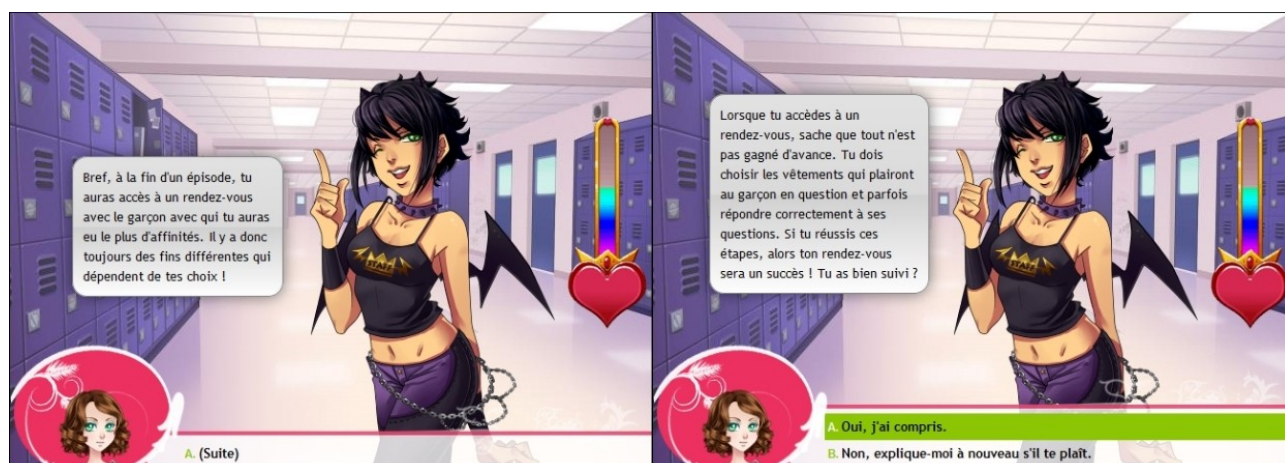 Bref, à la fin d'un épisode, tu
auras accès à un rendez-vous
avec le garçon avec qui tu auras
eu le plus d'affinités. Il y a donc
toujours des fins différentes qui
dépendent de tes choix !
STAFF
A. (Suite)
Lorsque tu accèdes à un
rendez-vous, sache que tout n'est
pas gagné d'avance. Tu dois
choisir les vêtements qui plairont
au garçon en question et parfois
répondre correctement à ses
questions. Si tu réussis ces
étapes, alors ton rendez-vous
sera un succès ! Tu as bien suivi ?
STAFF
A. Oui, j'ai compris.
B. Non, explique-moi à nouveau s'il te plaît.